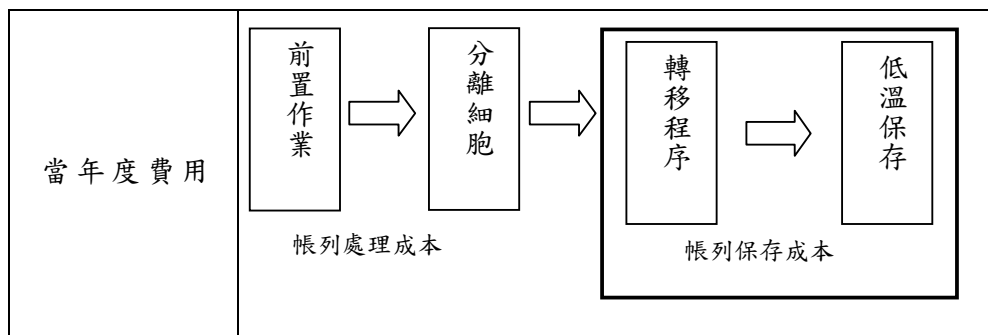 當年度費用
前置作業
分離細胞
轉移程序
低溫保存
帳列處理成本
帳列保存成本